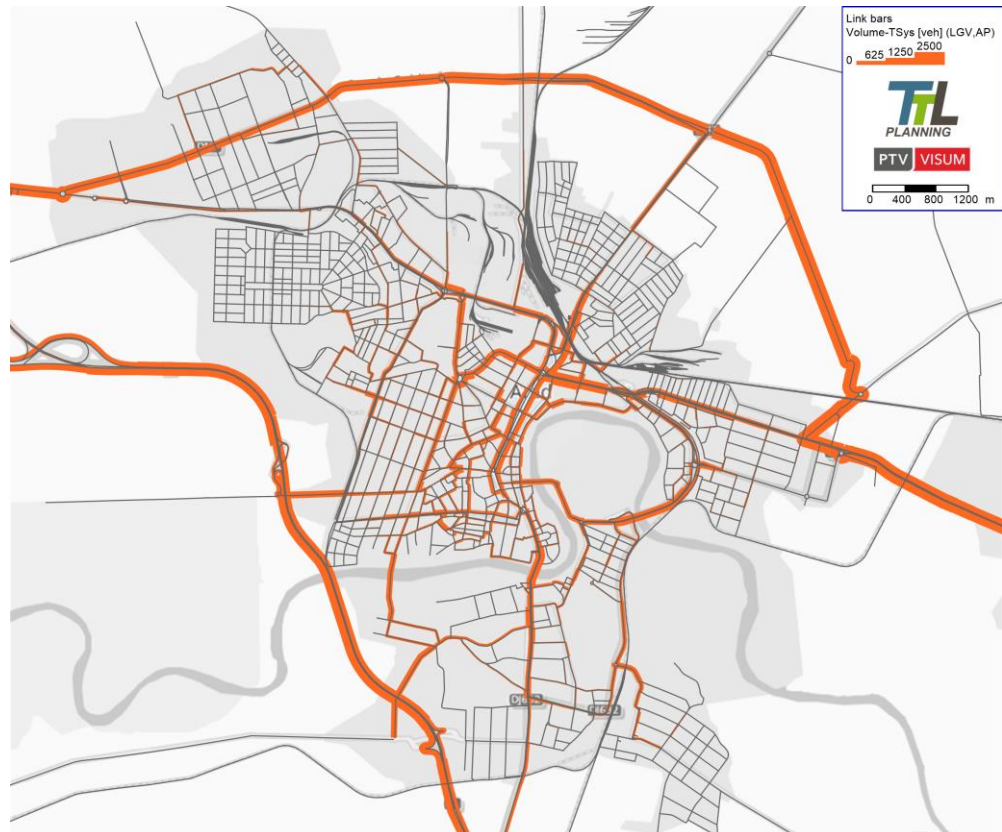 Link bars
Volume-TSys [veh] (LGV,AP)
0 625 1250 2500
TTL
PLANNING
PTV VISUM
0 400 800 1200 m
A d